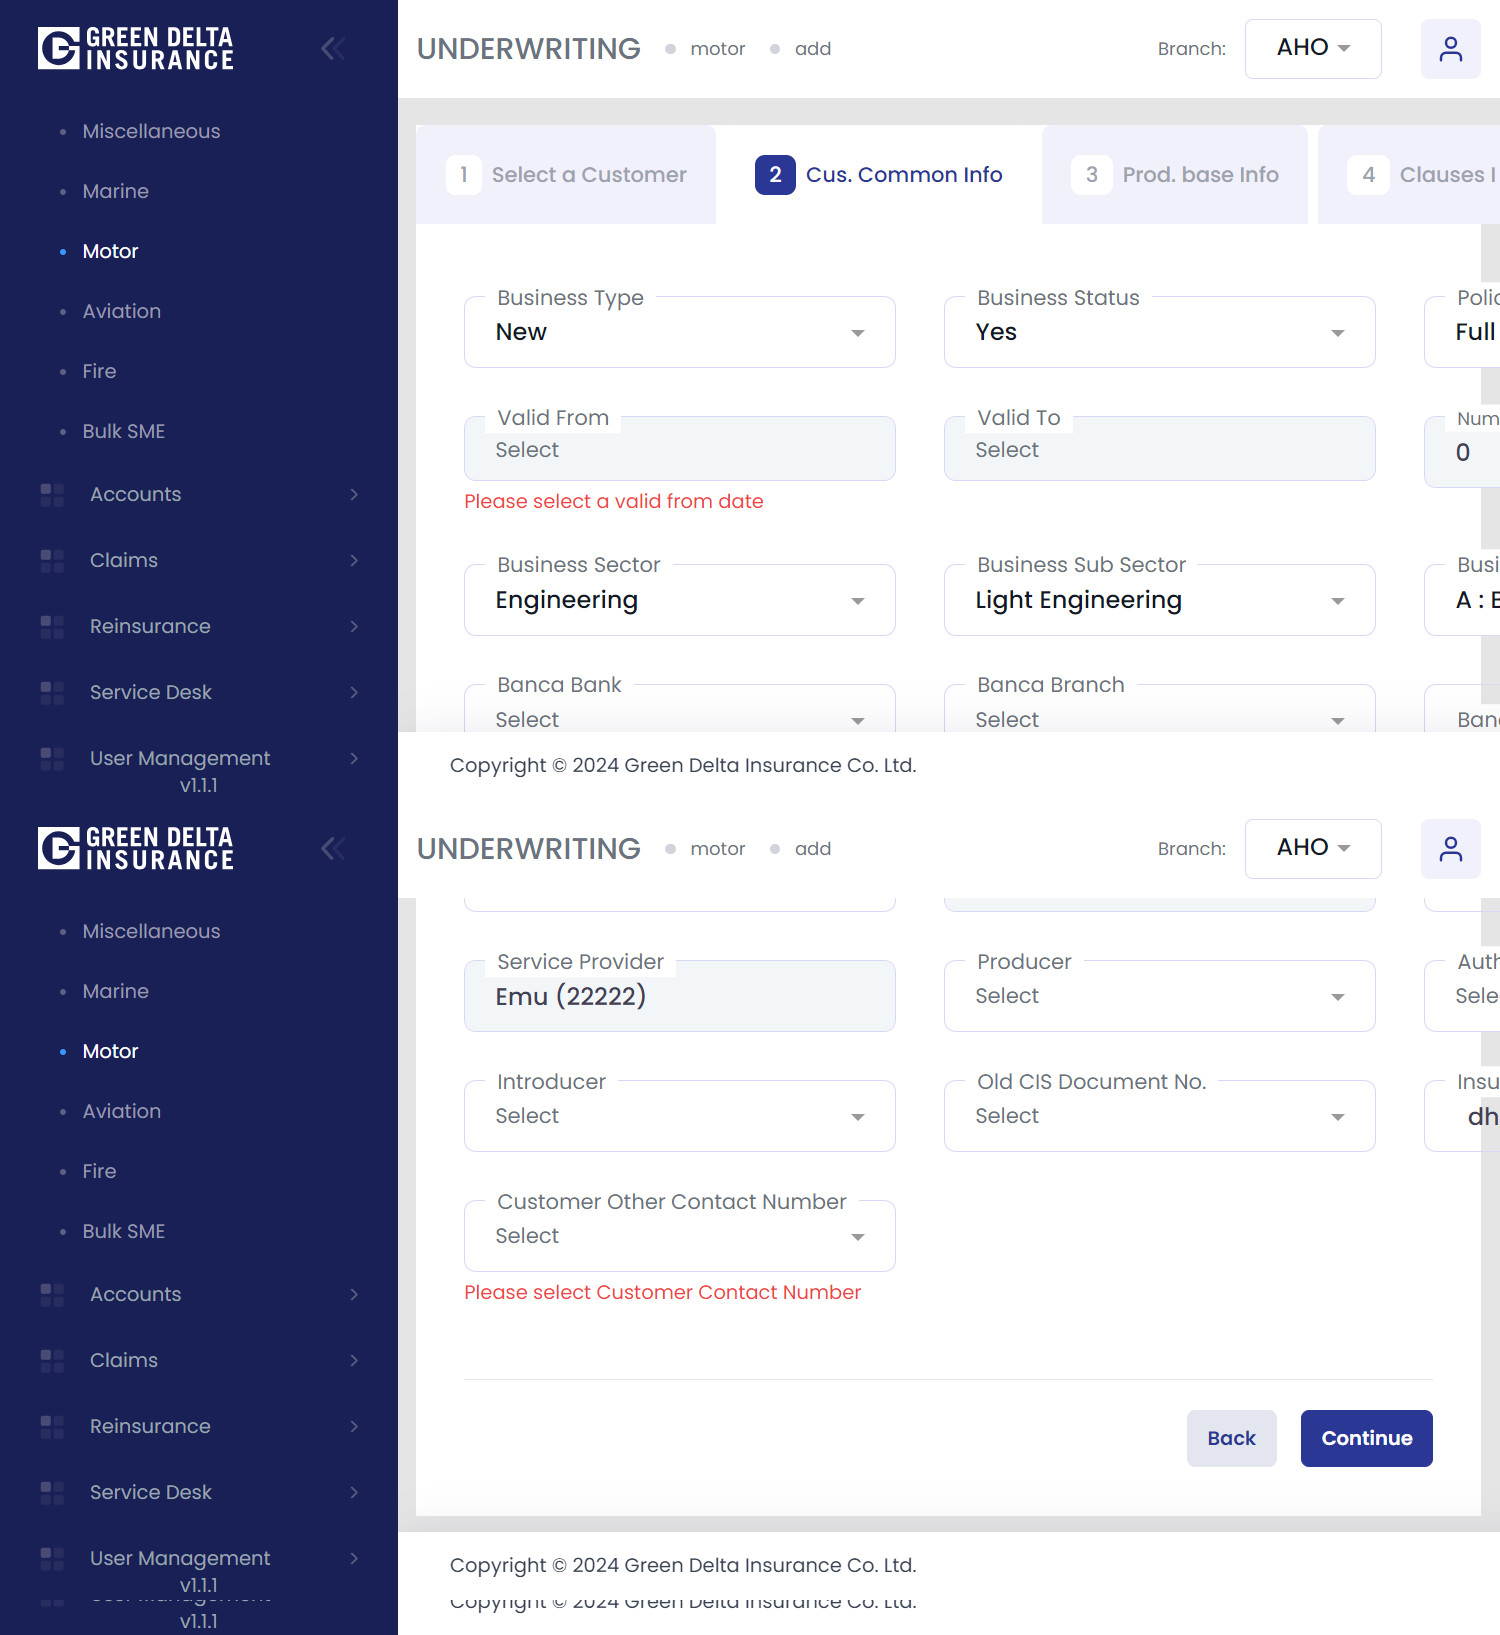 GREEN DELTA
INSURANCE
Miscellaneous
Marine
Motor
Aviation
Fire
Bulk SME
Accounts
Claims
Reinsurance
Service Desk
User Management
v1.1.1
UNDERWRITING motor add
Branch: AHO
1 Select a Customer
2 Cus. Common Info
3 Prod. base Info
4 Clauses I
Business Type
New
Business Status
Yes
Full
Valid From
Select
Please select a valid from date
Valid To
Select
Num
0
Business Sector
Engineering
Business Sub Sector
Light Engineering
Busi
A :
Banca Bank
Select
Banca Branch
Select
Banc
Copyright © 2024 Green Delta Insurance Co. Ltd.
GREEN DELTA
INSURANCE
Miscellaneous
Marine
Motor
Aviation
Fire
Bulk SME
Accounts
Claims
Reinsurance
Service Desk
User Management
v1.1.1
v1.1.1
UNDERWRITING motor add
Branch: AHO
Service Provider
Emu (22222)
Producer
Select
Auth
Sele
Introducer
Select
Old CIS Document No.
Select
Insu
dh
Customer Other Contact Number
Select
Please select Customer Contact Number
Back
Continue
Copyright © 2024 Green Delta Insurance Co. Ltd.
Copyright © 2024 Green Delta Insurance Co. Ltd.